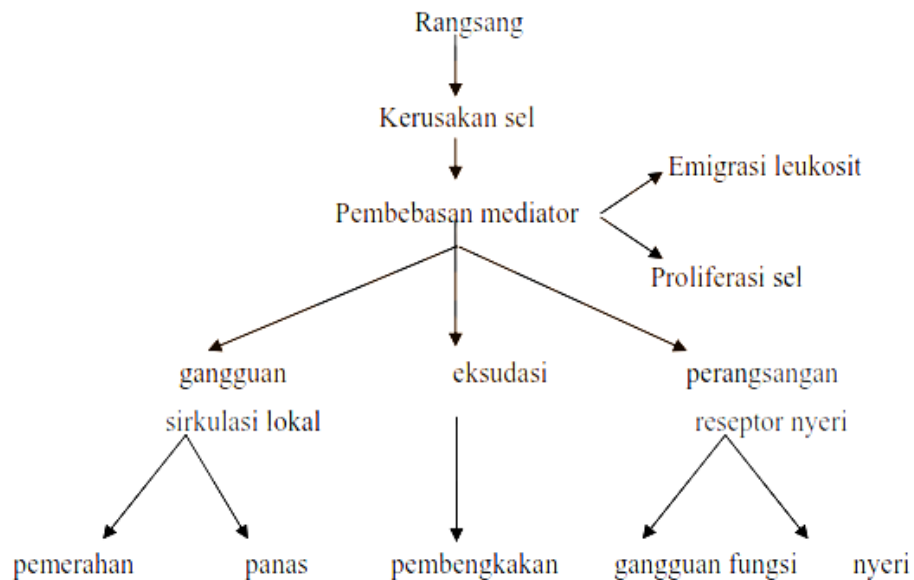 Rangsang
Kerusakan sel
Emigrasi leukosit
Pembebasan mediator
Proliferasi sel
gangguan
sirkulasi lokal
eksudasi
perangsangan
reseptor nyeri
pemerahan
panas
pembengkakan
gangguan fungsi
nyeri